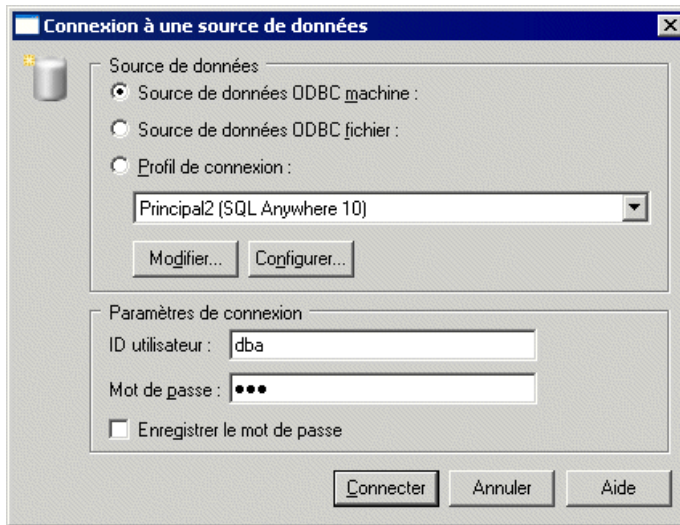 Connexion à une source de données
Source de données
Source de données ODBC machine :
Source de données ODBC fichier :
Profil de connexion :
Principal2 (SQL Anywhere 10)
Modifier... Configurer...
Paramètres de connexion
ID utilisateur : dba
Mot de passe : •••
Enregistrer le mot de passe
Connecter Annuler Aide